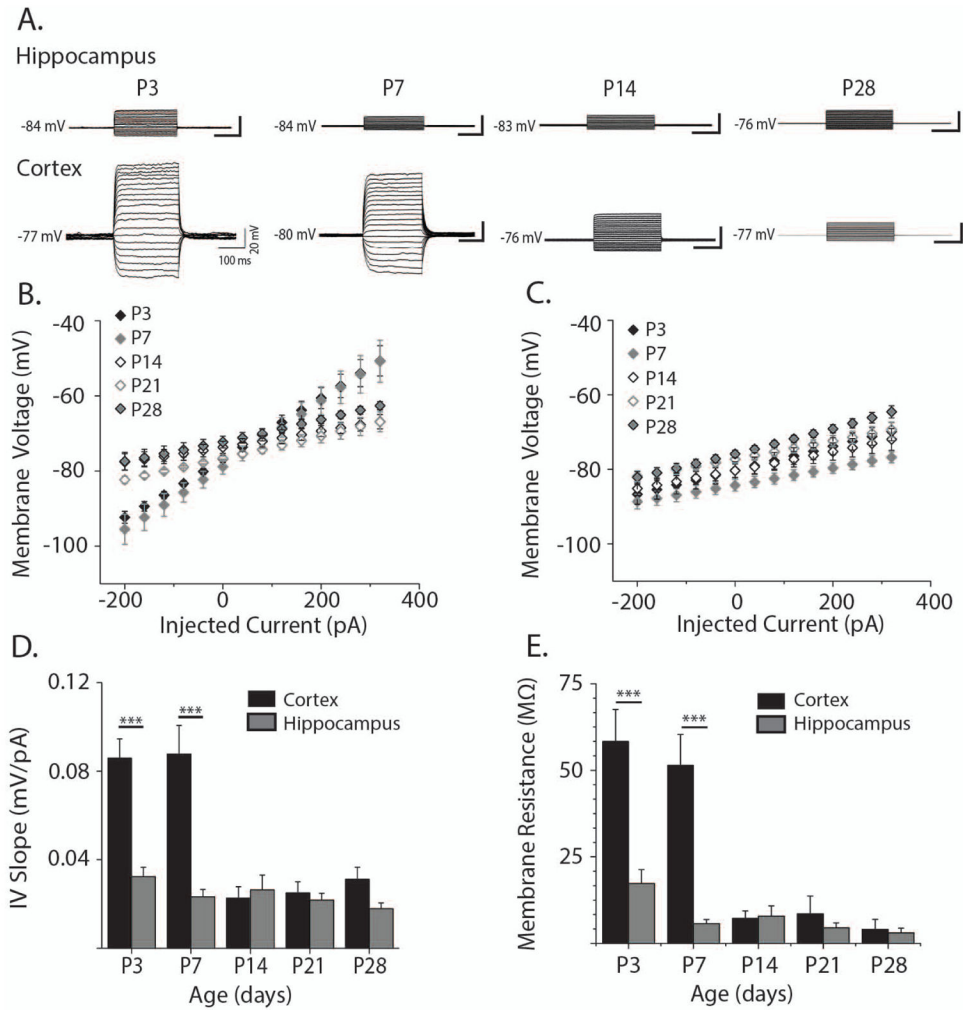 A.
Hippocampus
P3 P7 P14 P28
-84 mV -84 mV -83 mV -76 mV
Cortex
-77 mV -80 mV -76 mV -77 mV
20 mV
100 ms
B.
-40
-60
-80
-100
Membrane Voltage (mV)
P3
P7
P14
P21
P28
-200 0 200 400
Injected Current (pA)
C.
-40
-60
-80
-100
Membrane Voltage (mV)
P3
P7
P14
P21
P28
-200 0 200 400
Injected Current (pA)
D.
0.12
0.08
0.04
IV Slope (mV/pA)
*** ***
Cortex
Hippocampus
P3 P7 P14 P21 P28
Age (days)
E.
75
50
25
Membrane Resistance (MΩ)
*** ***
Cortex
Hippocampus
P3 P7 P14 P21 P28
Age (days)